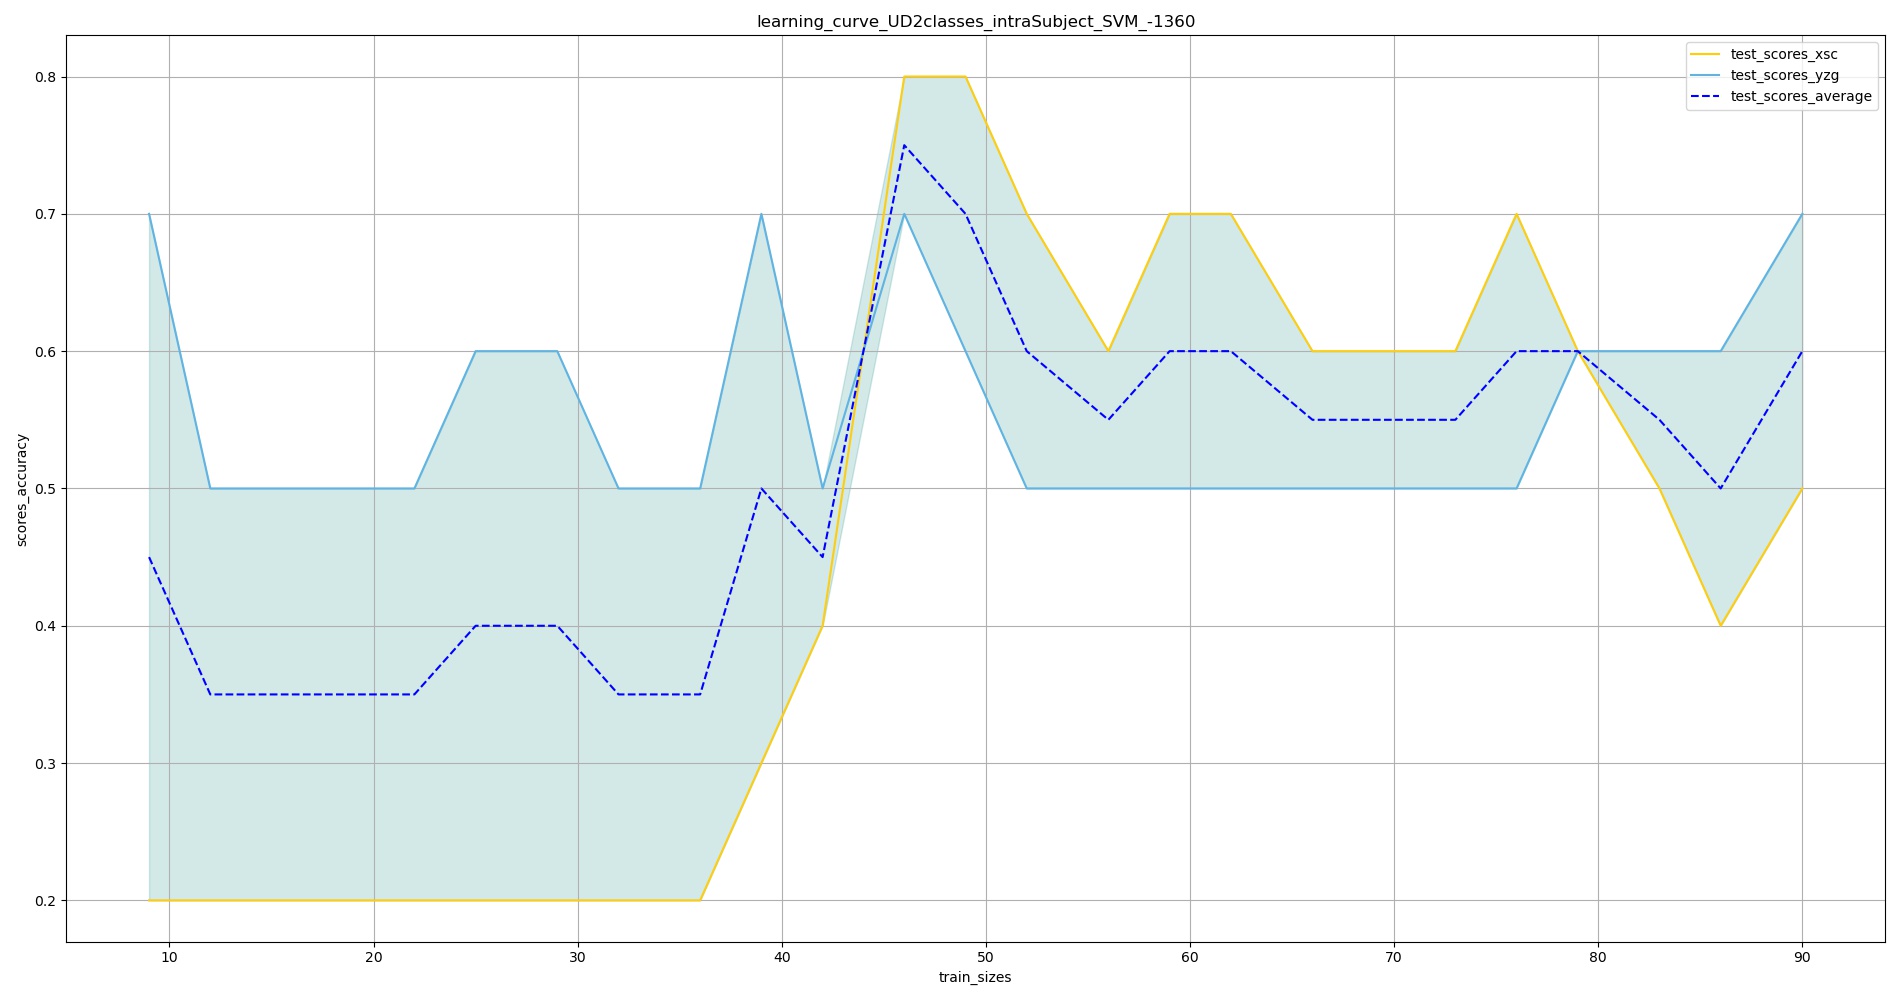 learning_curve_UD2classes_intraSubject_SVM_-1360
test_scores_xsc
test_scores_yzg
test_scores_average
scores_accuracy
0.8
0.7
0.6
0.5
0.4
0.3
0.2
10 20 30 40 50 60 70 80 90
train_sizes